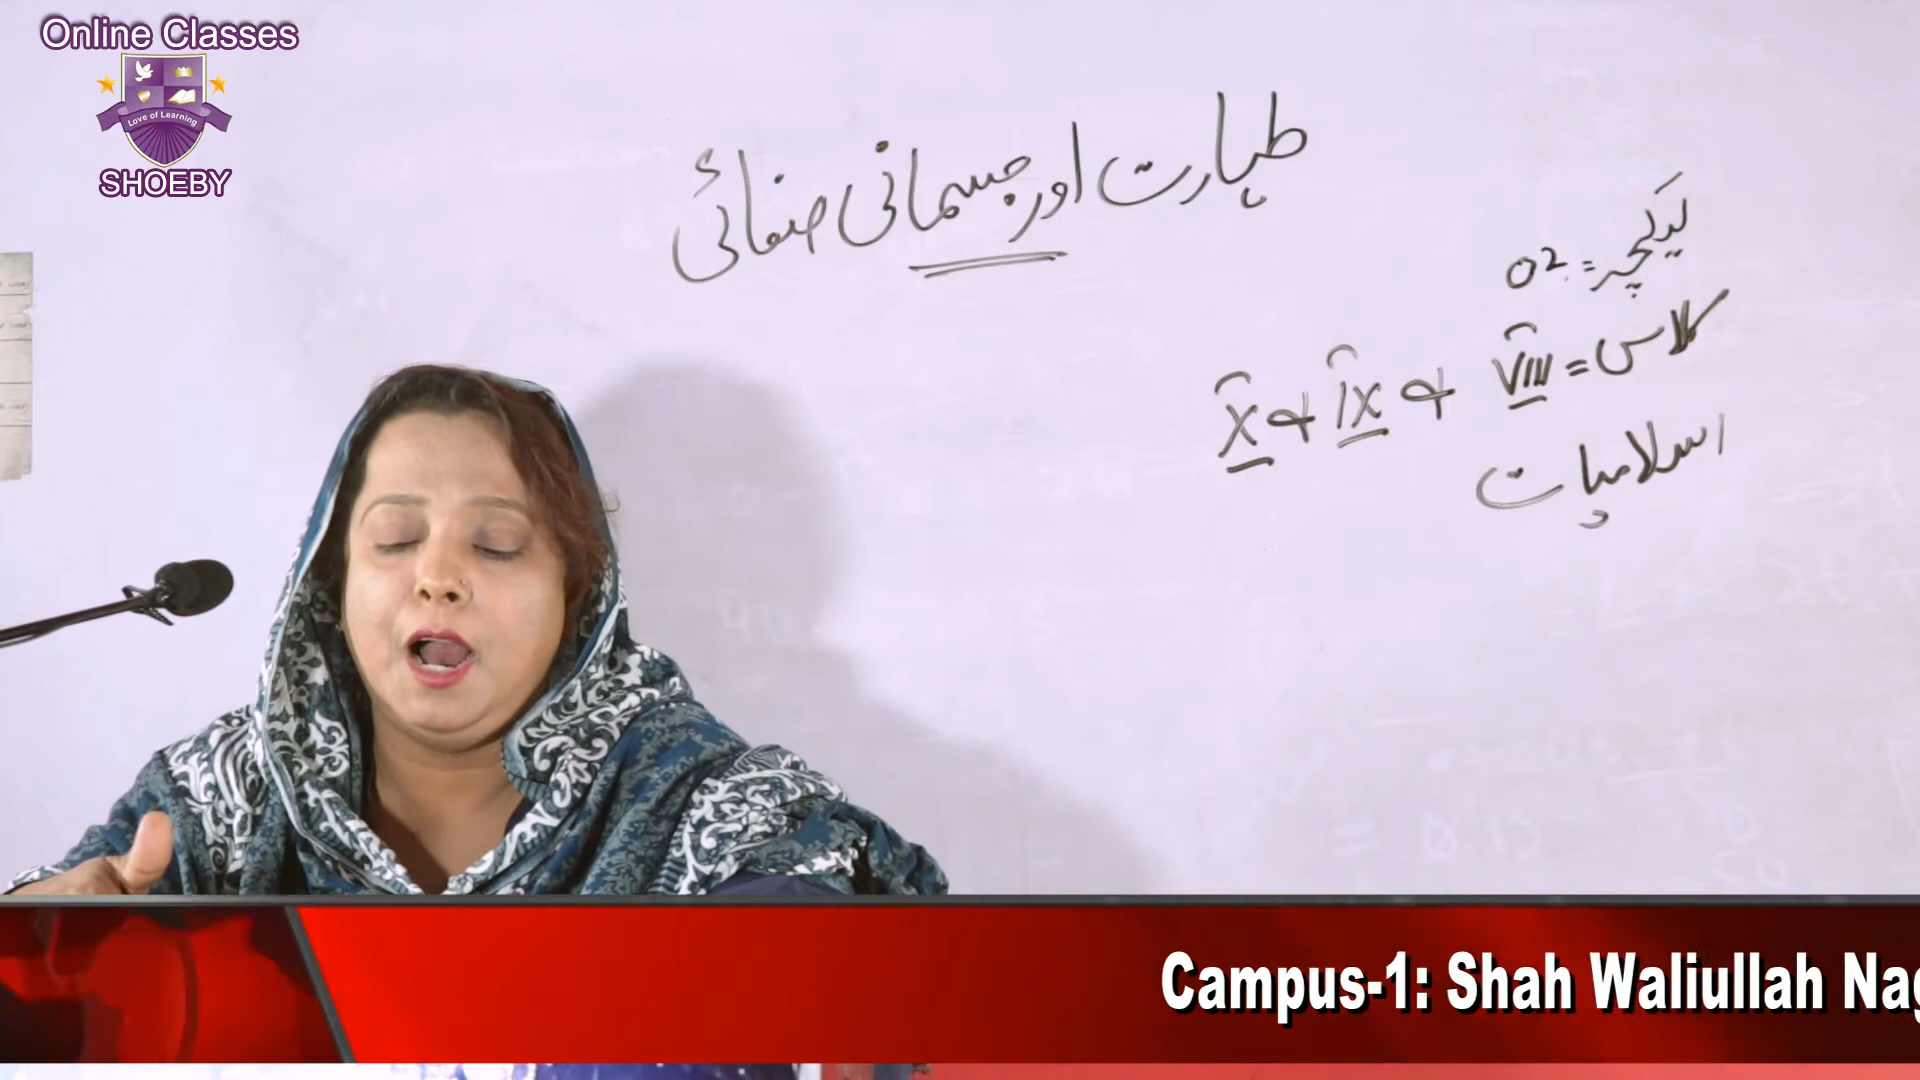 Online Classes
Love of Learning
SHOEBY
طہارت اور جسمانی صفائی
لیکچر = 02
کلاس = VIII & IX & X
اسلامیات
Campus-1: Shah Waliullah Nag